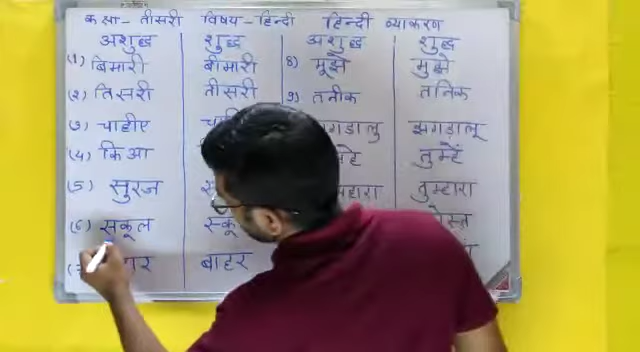 कक्षा - तीसरी विषय - हिन्दी हिन्दी व्याकरण
अशुद्ध शुद्ध अशुद्ध शुद्ध
(1) बिमारी बीमारी 8) मूझे मुझे
(2) तिसरी तीसरी 9) तनीक तनिक
(3) चाहीए झगडालु झगड़ालू
(4) किआ तुम्हें
(5) सुरज तुम्हारा
(6) सकूल
बाहर